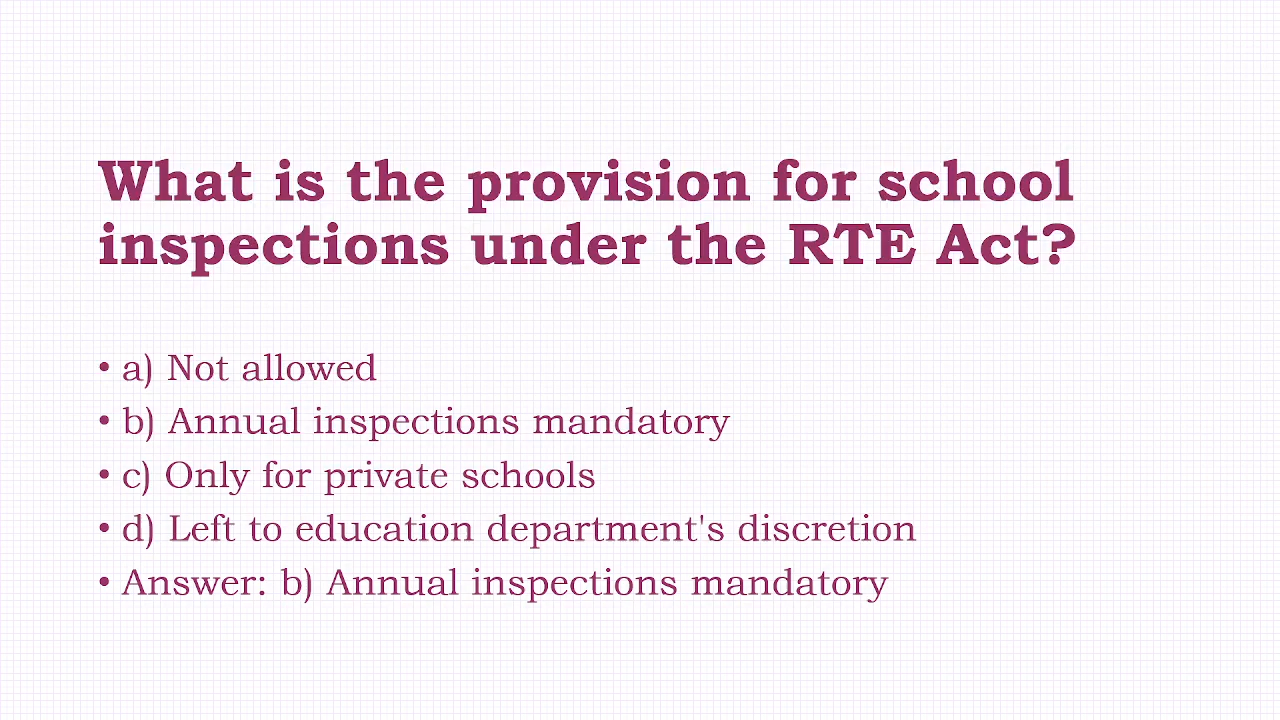 What is the provision for school
inspections under the RTE Act?
• a) Not allowed
• b) Annual inspections mandatory
• c) Only for private schools
• d) Left to education department's discretion
• Answer: b) Annual inspections mandatory